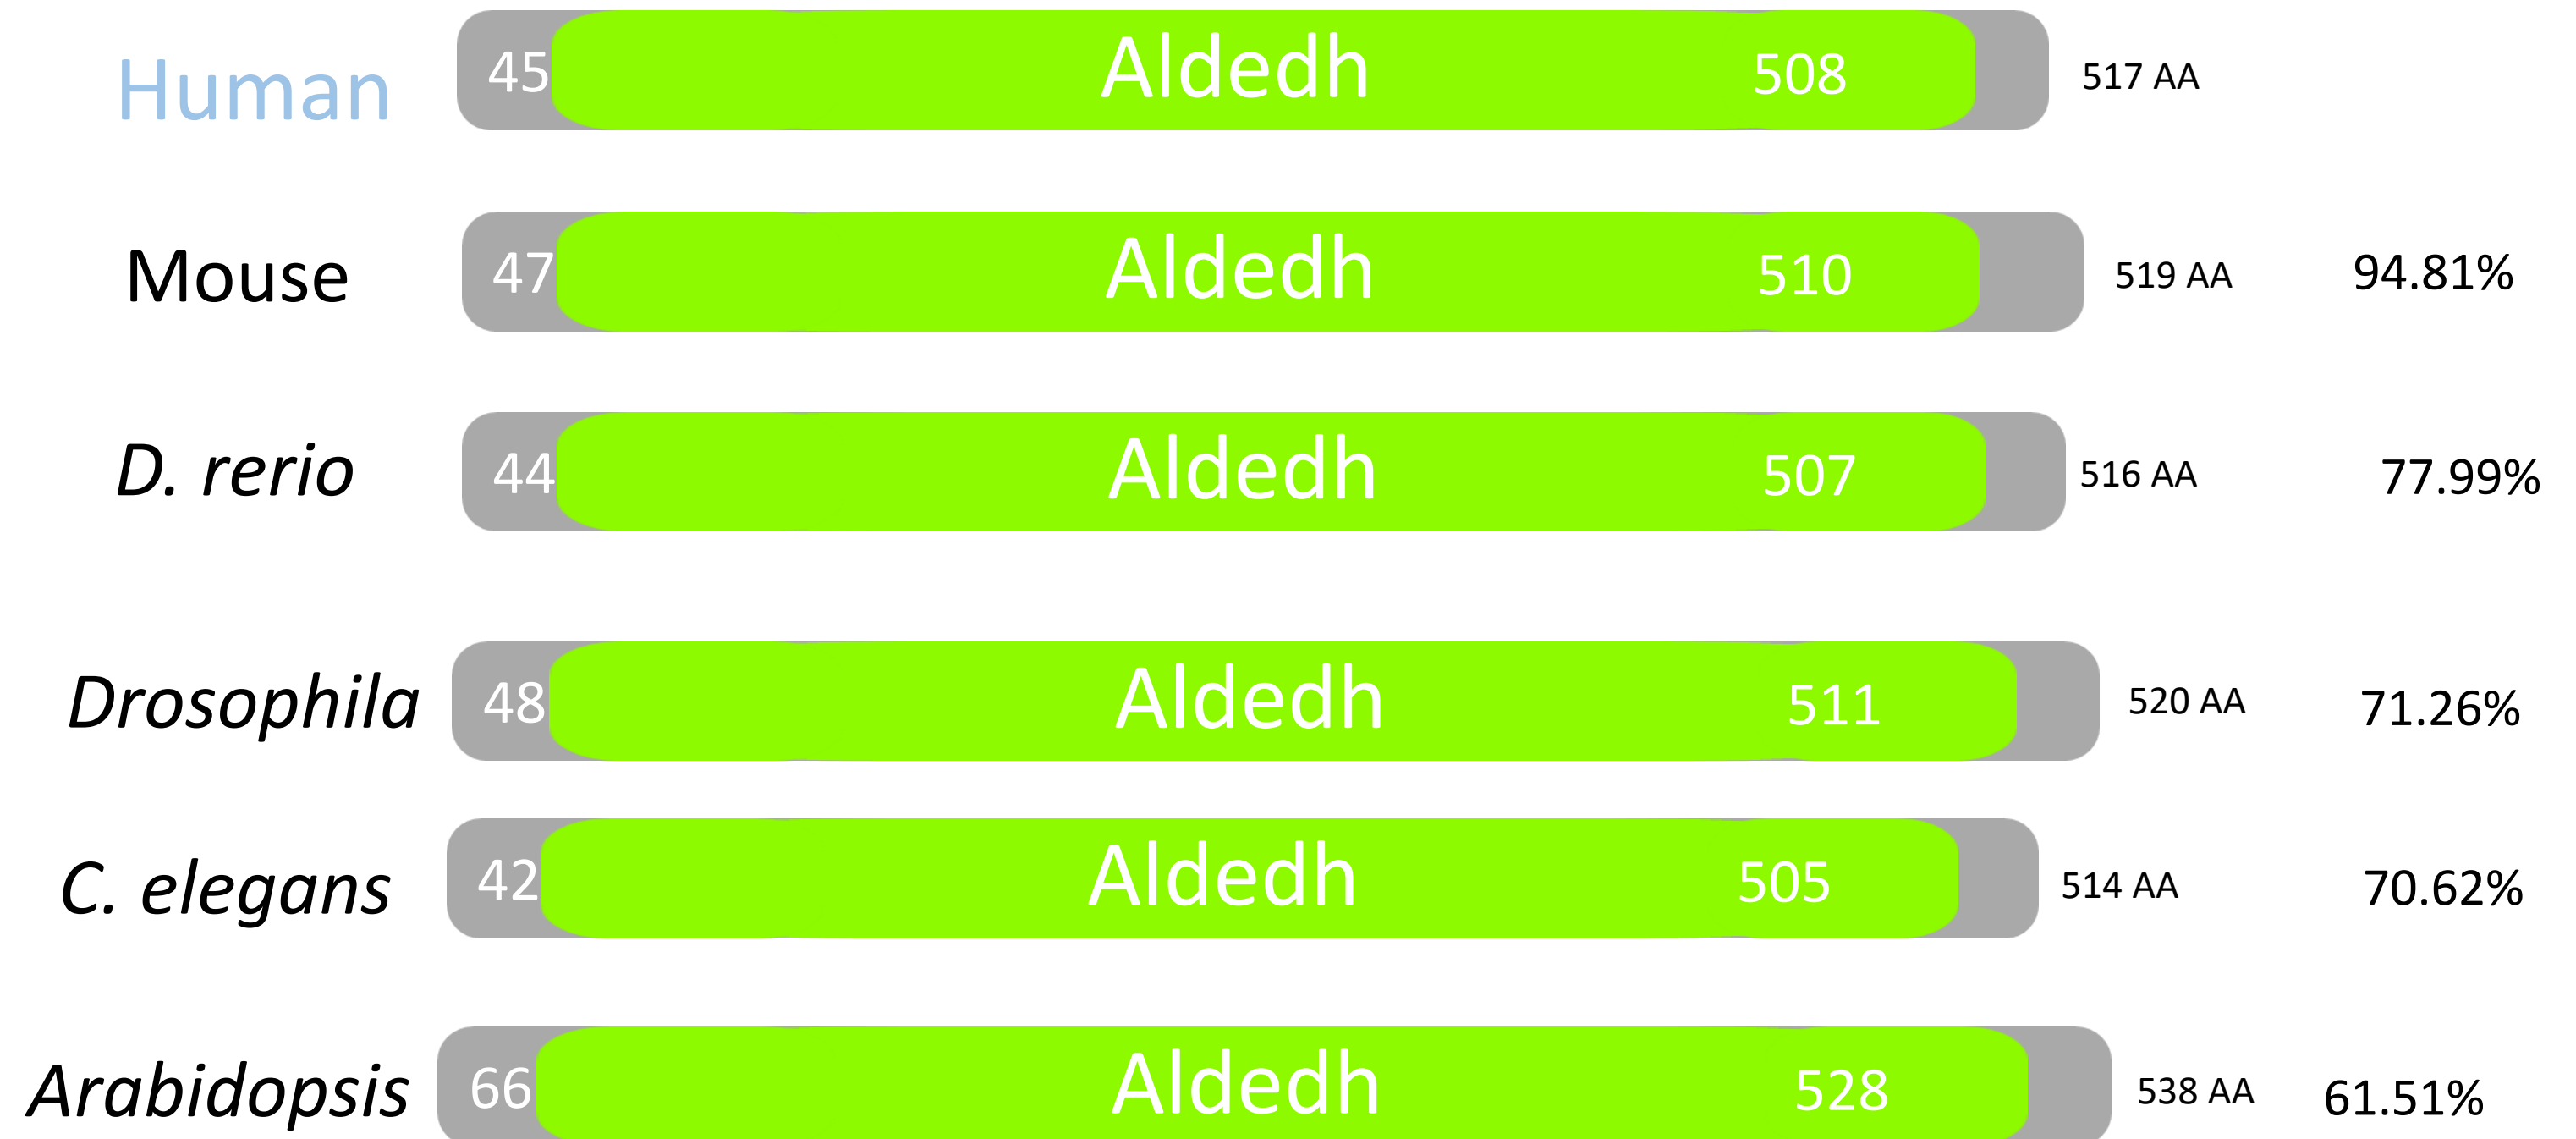 Human 45 Aldedh 508 517 AA
Mouse 47 Aldedh 510 519 AA 94.81%
D. rerio 44 Aldedh 507 516 AA 77.99%
Drosophila 48 Aldedh 511 520 AA 71.26%
C. elegans 42 Aldedh 505 514 AA 70.62%
Arabidopsis 66 Aldedh 528 538 AA 61.51%